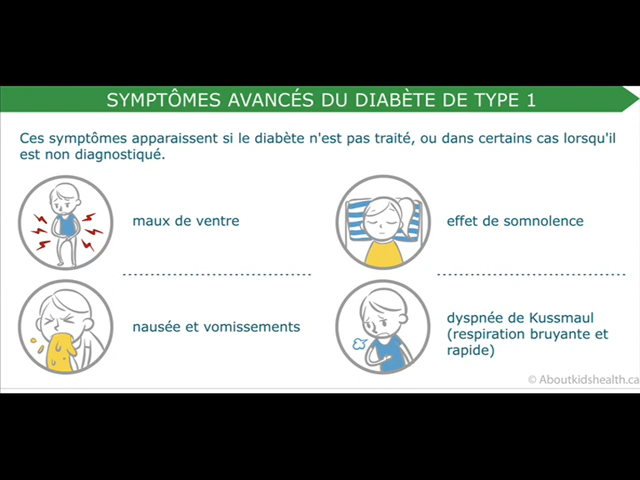 SYMPTÔMES AVANCÉS DU DIABÈTE DE TYPE 1
Ces symptômes apparaissent si le diabète n'est pas traité, ou dans certains cas lorsqu'il
est non diagnostiqué.
maux de ventre
effet de somnolence
nausée et vomissements
dyspnée de Kussmaul
(respiration bruyante et
rapide)
© Aboutkidshealth.ca